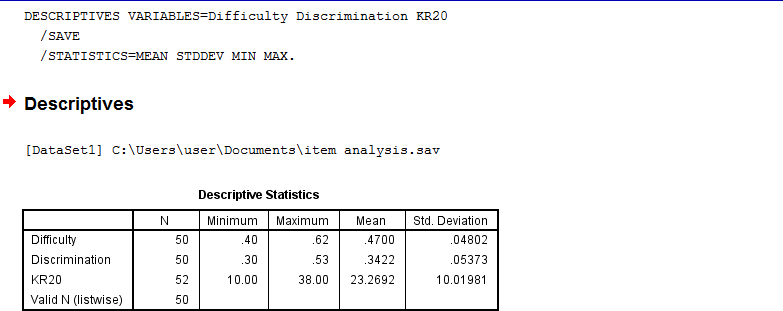 DESCRIPTIVES VARIABLES=Difficulty Discrimination KR20
/SAVE
/STATISTICS=MEAN STDDEV MIN MAX.
Descriptives
[DataSet1] C:\Users\user\Documents\item analysis.sav
Descriptive Statistics
N Minimum Maximum Mean Std. Deviation
Difficulty 50 .40 .62 .4700 .04802
Discrimination 50 .30 .53 .3422 .05373
KR20 52 10.00 38.00 23.2692 10.01981
Valid N (listwise) 50